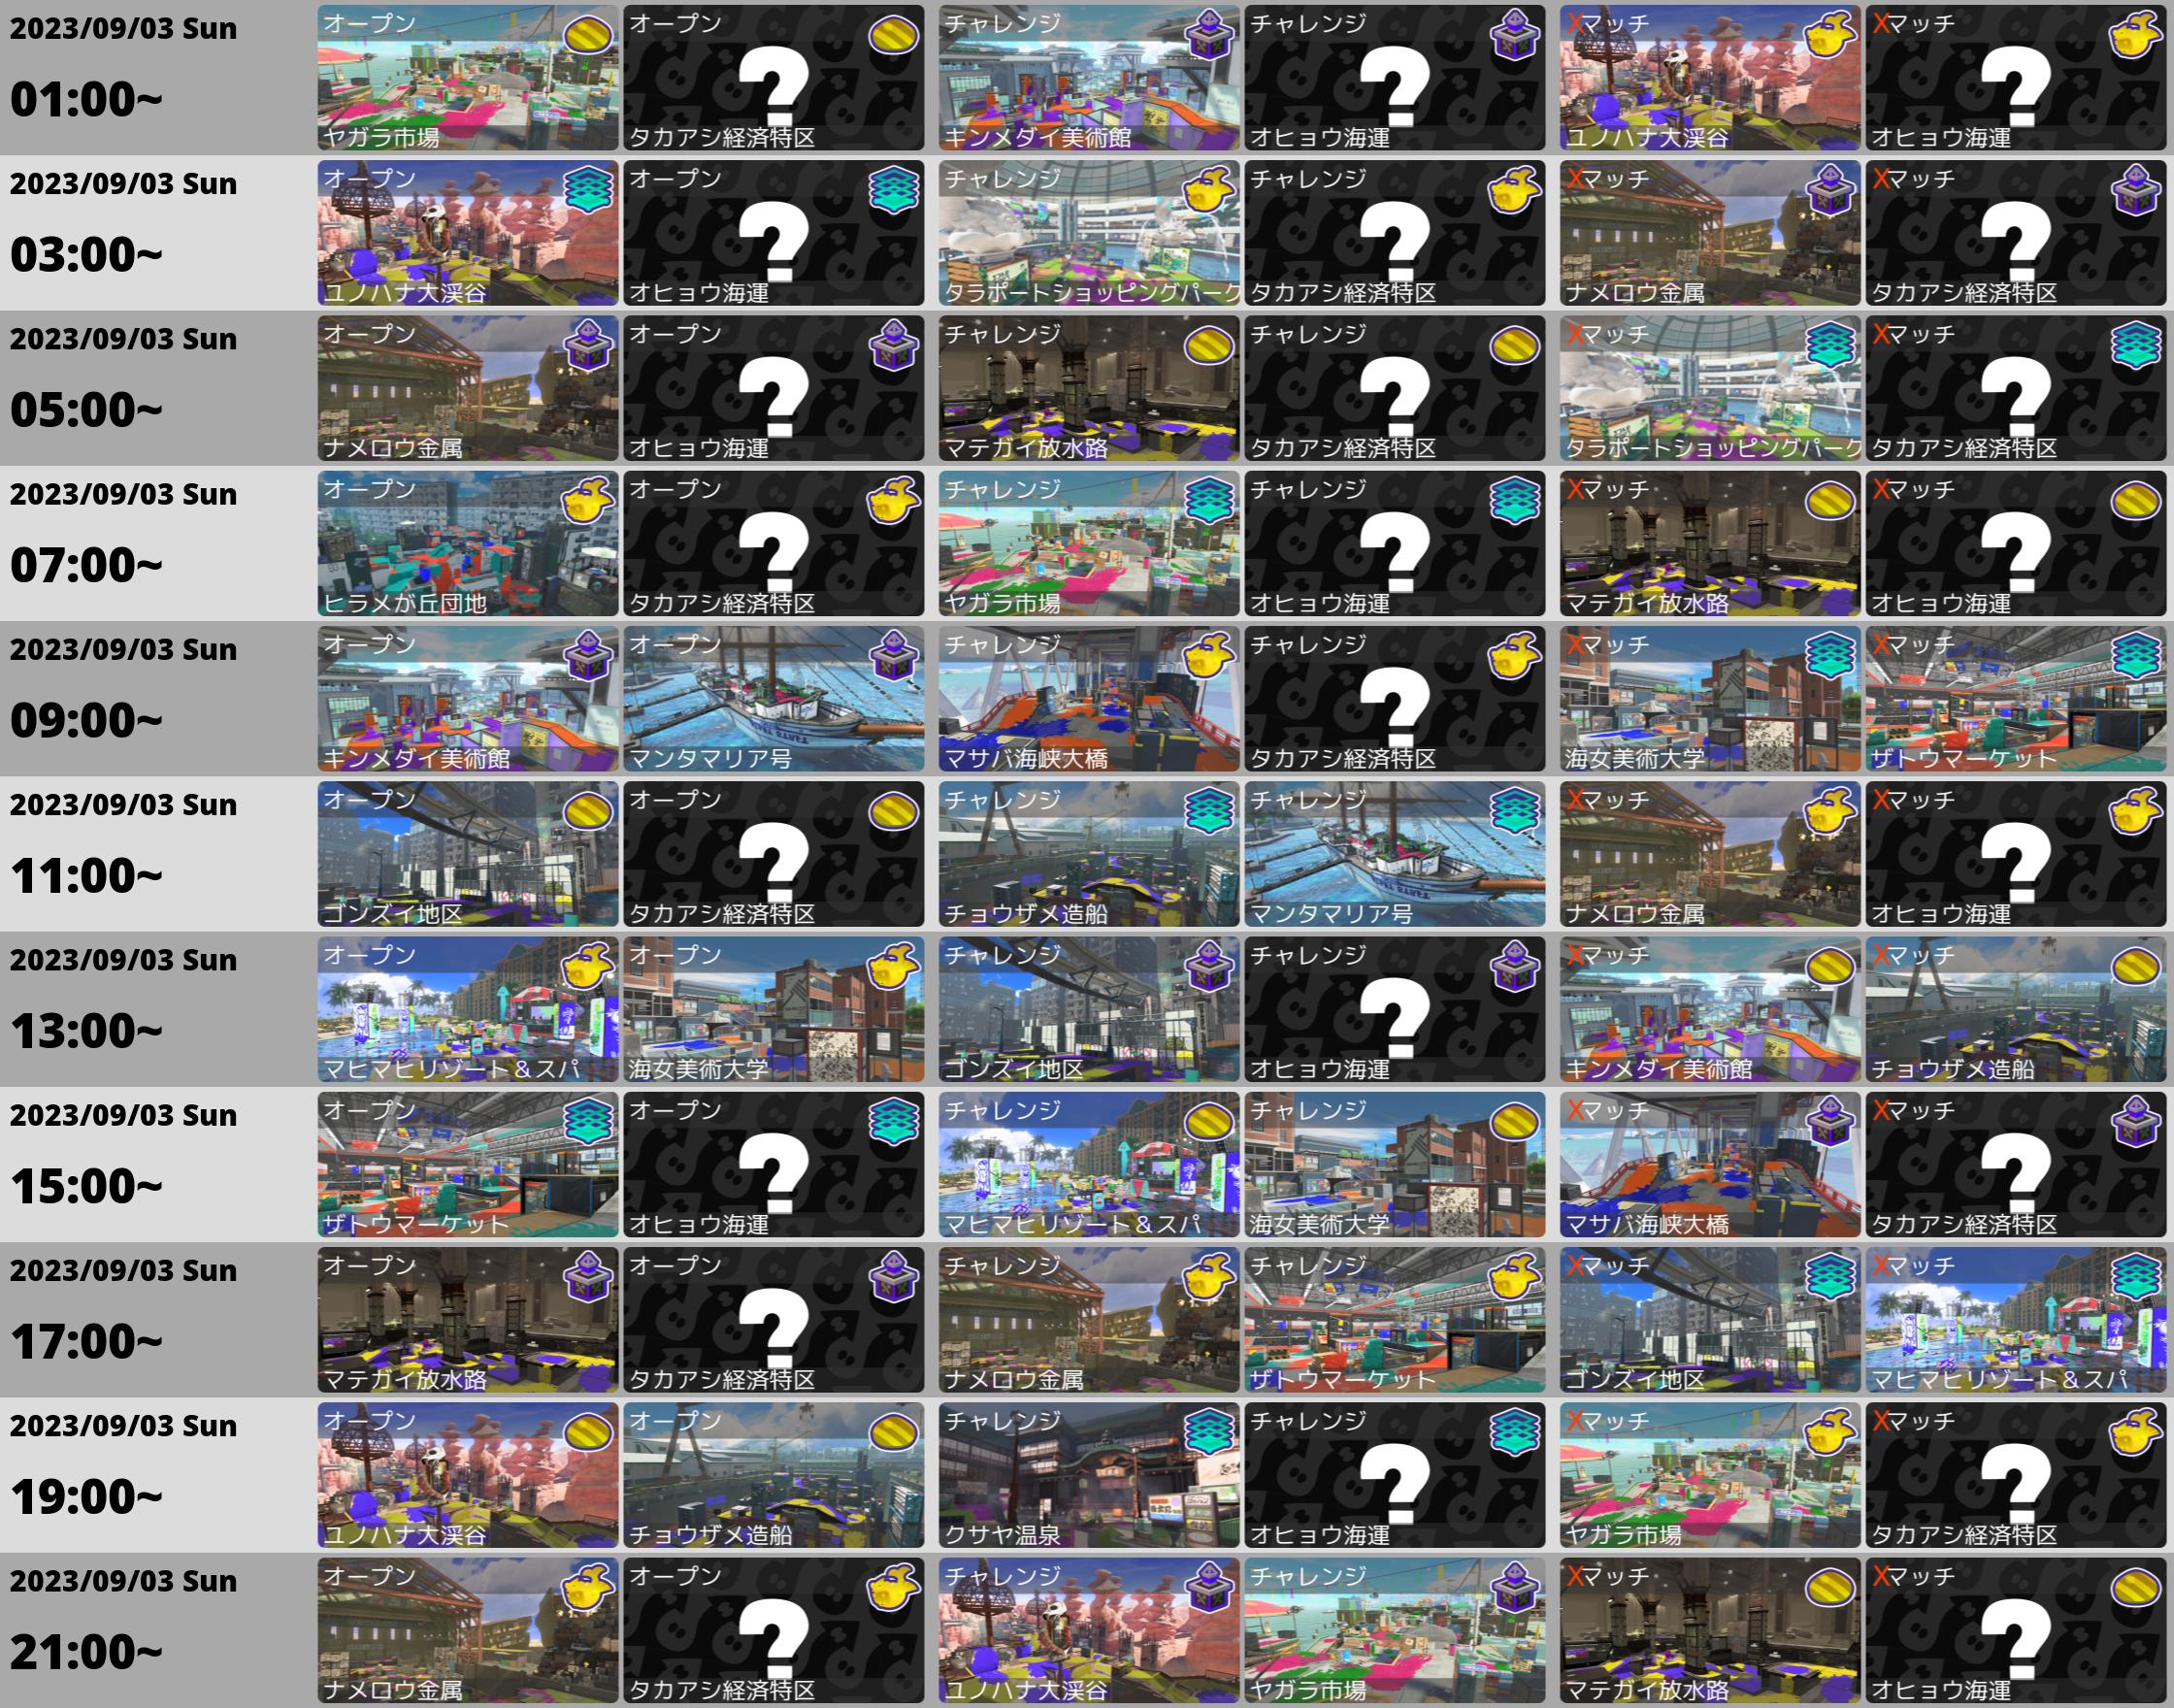 2023/09/03 Sun
01:00~
オープン オープン チャレンジ チャレンジ Xマッチ Xマッチ
ヤガラ市場 タカアシ経済特区 キンメダイ美術館 オヒョウ海運 ユノハナ大渓谷 オヒョウ海運
2023/09/03 Sun
03:00~
オープン オープン チャレンジ チャレンジ Xマッチ Xマッチ
ユノハナ大渓谷 オヒョウ海運 タラポートショッピングパーク タカアシ経済特区 ナメロウ金属 タカアシ経済特区
2023/09/03 Sun
05:00~
オープン オープン チャレンジ チャレンジ Xマッチ Xマッチ
ナメロウ金属 オヒョウ海運 マテガイ放水路 タカアシ経済特区 タラポートショッピングパーク タカアシ経済特区
2023/09/03 Sun
07:00~
オープン オープン チャレンジ チャレンジ Xマッチ Xマッチ
ヒラメが丘団地 タカアシ経済特区 ヤガラ市場 オヒョウ海運 マテガイ放水路 オヒョウ海運
2023/09/03 Sun
09:00~
オープン オープン チャレンジ チャレンジ Xマッチ Xマッチ
キンメダイ美術館 マンタマリア号 マサバ海峡大橋 タカアシ経済特区 海女美術大学 ザトウマーケット
2023/09/03 Sun
11:00~
オープン オープン チャレンジ チャレンジ Xマッチ Xマッチ
ゴンズイ地区 タカアシ経済特区 チョウザメ造船 マンタマリア号 ナメロウ金属 オヒョウ海運
2023/09/03 Sun
13:00~
オープン オープン チャレンジ チャレンジ Xマッチ Xマッチ
マヒマヒリゾート＆スパ 海女美術大学 ゴンズイ地区 オヒョウ海運 キンメダイ美術館 チョウザメ造船
2023/09/03 Sun
15:00~
オープン オープン チャレンジ チャレンジ Xマッチ Xマッチ
ザトウマーケット オヒョウ海運 マヒマヒリゾート＆スパ 海女美術大学 マサバ海峡大橋 タカアシ経済特区
2023/09/03 Sun
17:00~
オープン オープン チャレンジ チャレンジ Xマッチ Xマッチ
マテガイ放水路 タカアシ経済特区 ナメロウ金属 ザトウマーケット ゴンズイ地区 マヒマヒリゾート＆スパ
2023/09/03 Sun
19:00~
オープン オープン チャレンジ チャレンジ Xマッチ Xマッチ
ユノハナ大渓谷 チョウザメ造船 クサヤ温泉 オヒョウ海運 ヤガラ市場 タカアシ経済特区
2023/09/03 Sun
21:00~
オープン オープン チャレンジ チャレンジ Xマッチ Xマッチ
ナメロウ金属 タカアシ経済特区 ユノハナ大渓谷 ヤガラ市場 マテガイ放水路 オヒョウ海運